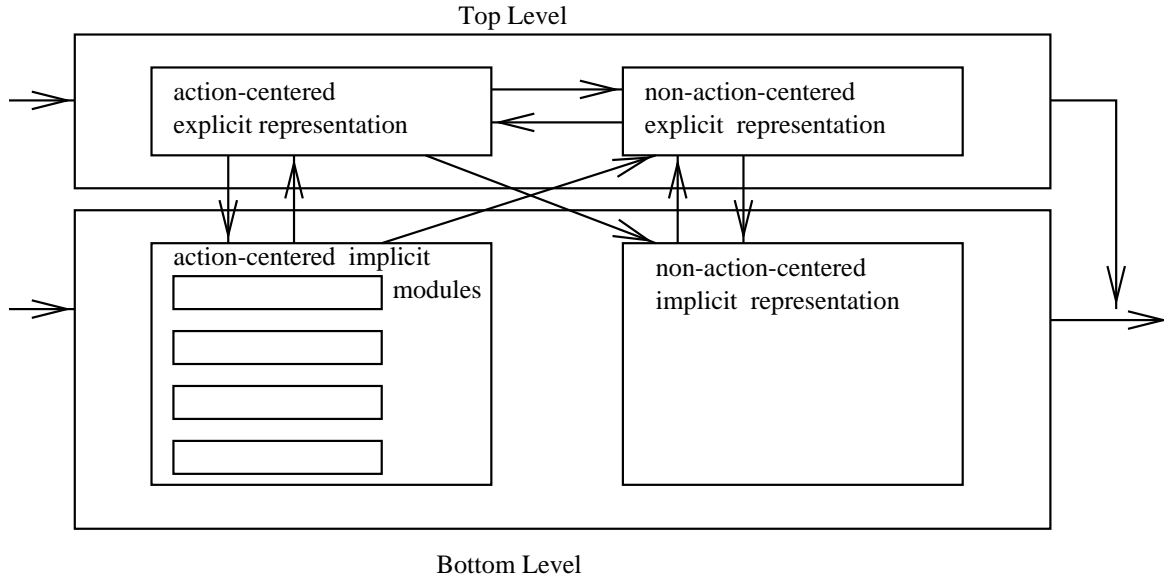 Top Level
action-centered
explicit representation
non-action-centered
explicit representation
action-centered implicit
modules
non-action-centered
implicit representation
Bottom Level